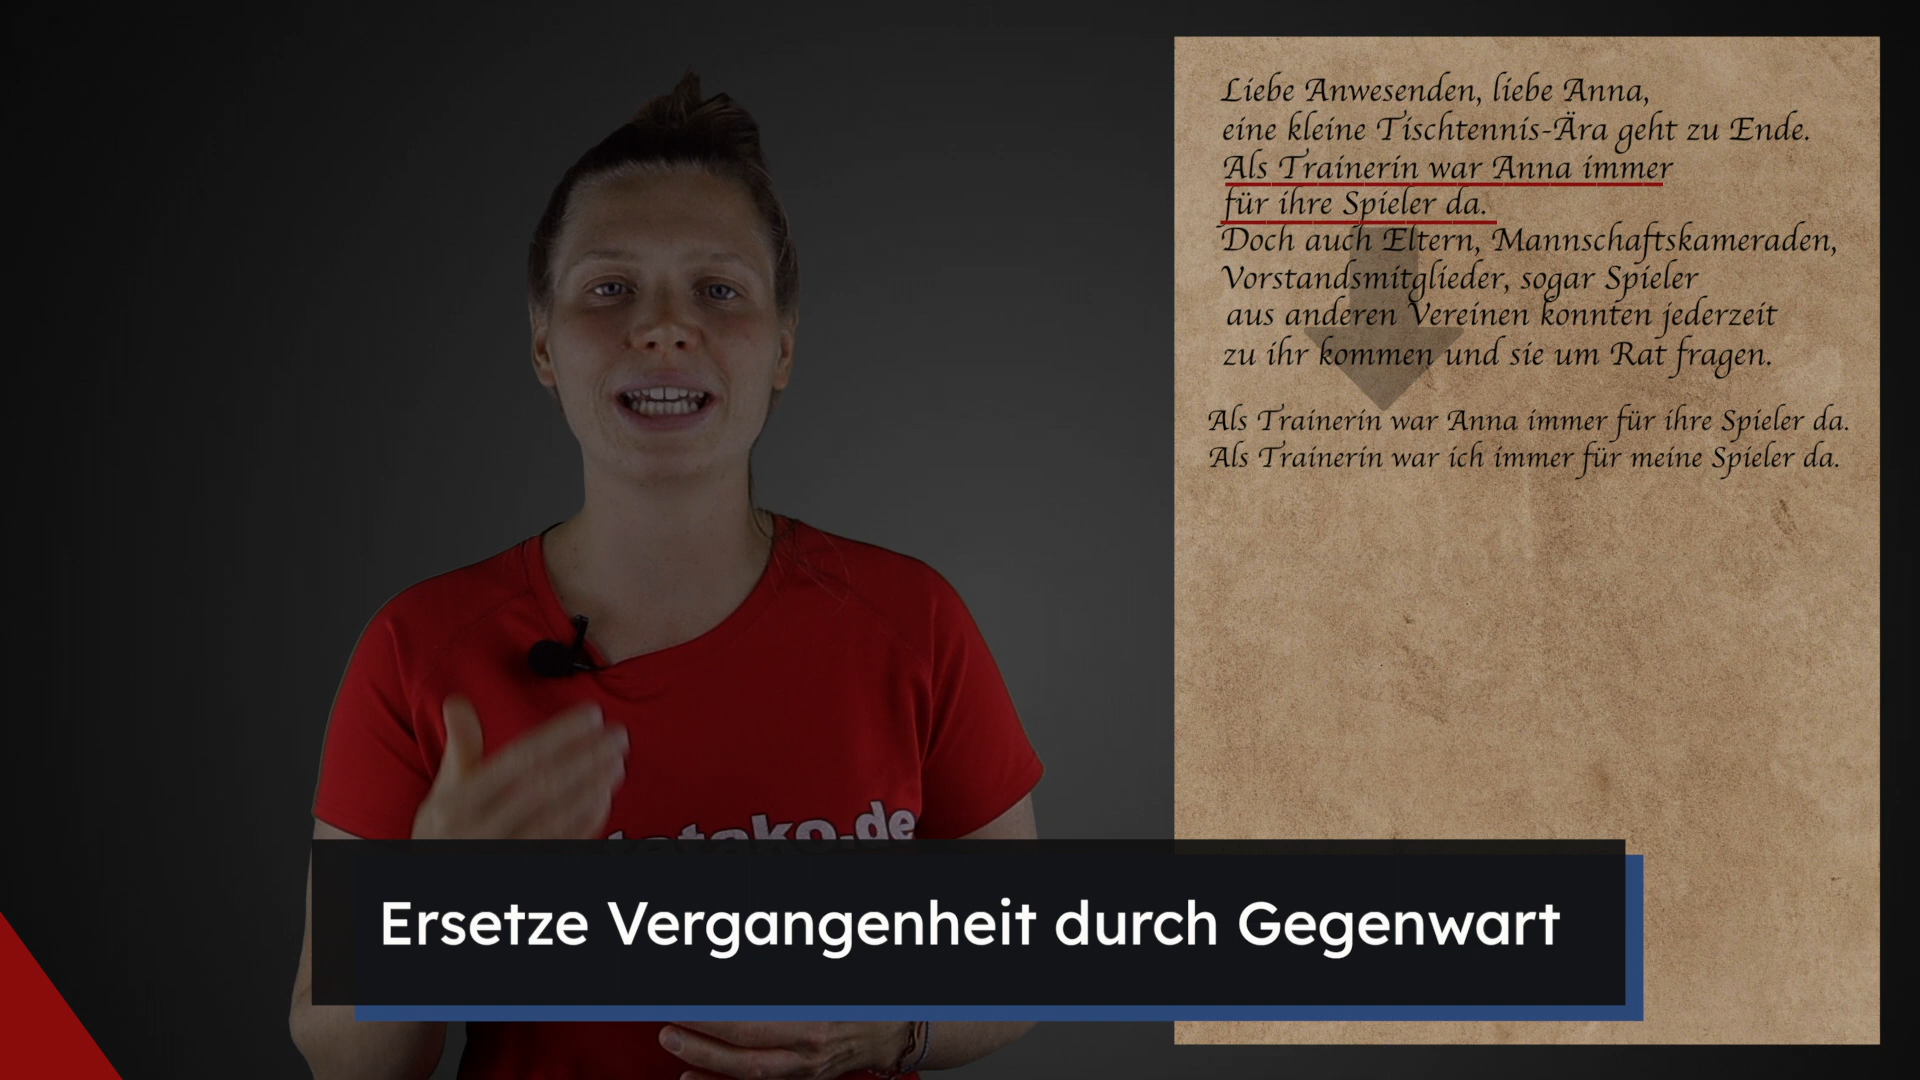 Liebe Anwesenden, liebe Anna,
eine kleine Tischtennis-Ära geht zu Ende.
Als Trainerin war Anna immer
für ihre Spieler da.
Doch auch Eltern, Mannschaftskameraden,
Vorstandsmitglieder, sogar Spieler
aus anderen Vereinen konnten jederzeit
zu ihr kommen und sie um Rat fragen.
Als Trainerin war Anna immer für ihre Spieler da.
Als Trainerin war ich immer für meine Spieler da.
Ersetze Vergangenheit durch Gegenwart